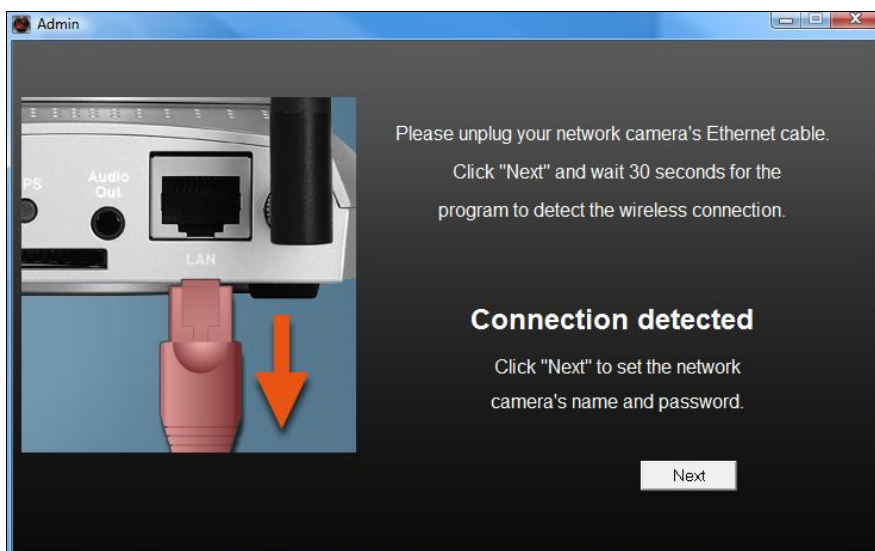 Admin
PS
Audio
Out
LAN
Please unplug your network camera's Ethernet cable.
Click "Next" and wait 30 seconds for the
program to detect the wireless connection.
Connection detected
Click "Next" to set the network
camera's name and password.
Next